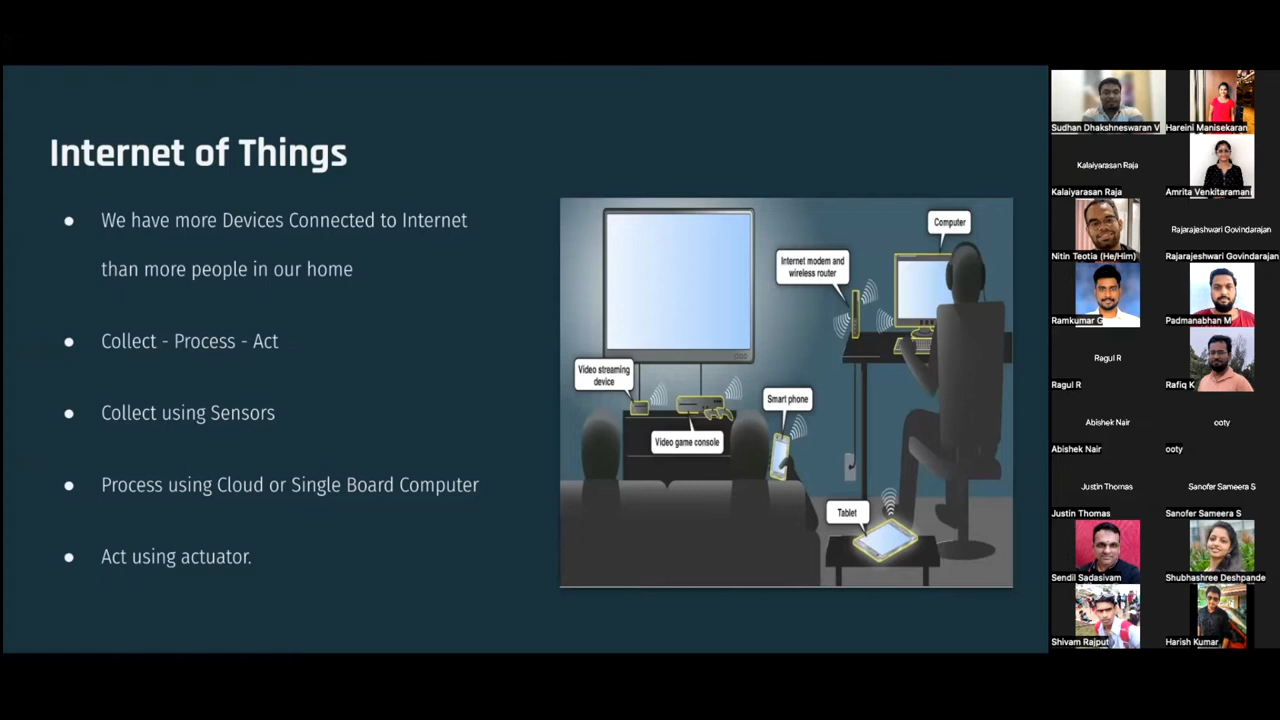 Internet of Things
● We have more Devices Connected to Internet
than more people in our home
● Collect - Process - Act
● Collect using Sensors
● Process using Cloud or Single Board Computer
● Act using actuator.
Computer
Internet modem and
wireless router
Video streaming
device
Smart phone
Video game console
Tablet
Sudhan Dhakshneswaran V
Hareini Manisekaran
Kalaiyarasan Raja
Kalaiyarasan Raja
Amrita Venkitaramani
Rajarajeshwari Govindarajan
Nitin Teotia (He/Him)
Rajarajeshwari Govindarajan
Ramkumar G
Padmanabhan M
Ragul R
Ragul R
Rafiq K
Abishek Nair
ooty
Abishek Nair
ooty
Justin Thomas
Sanofer Sameera S
Justin Thomas
Sanofer Sameera S
Sendil Sadasivam
Shubhashree Deshpande
Shivam Rajput
Harish Kumar